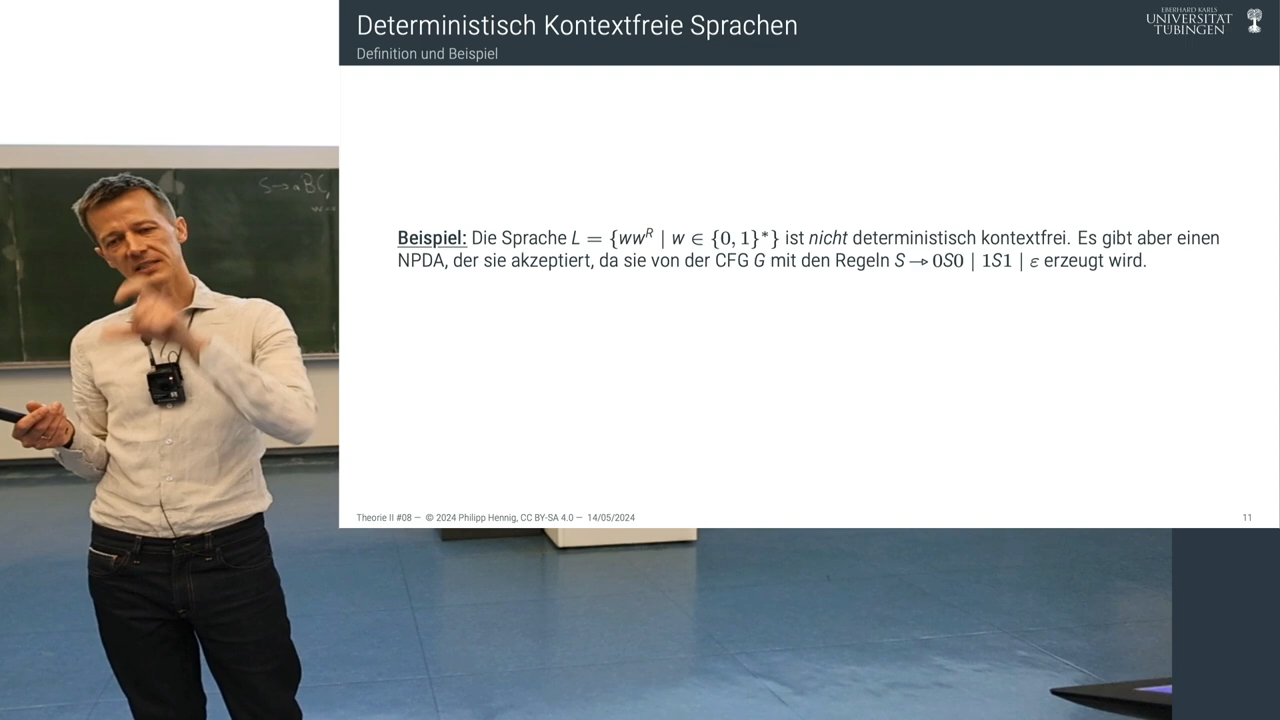 Deterministisch Kontextfreie Sprachen
Definition und Beispiel
EBERHARD KARLS
UNIVERSITÄT
TÜBINGEN
S→aBC,
Beispiel: Die Sprache L = {wwᴿ | w ∈ {0, 1}*} ist nicht deterministisch kontextfrei. Es gibt aber einen
NPDA, der sie akzeptiert, da sie von der CFG G mit den Regeln S → 0S0 | 1S1 | ε erzeugt wird.
Theorie II #08 — © 2024 Philipp Hennig, CC BY-SA 4.0 — 14/05/2024
11